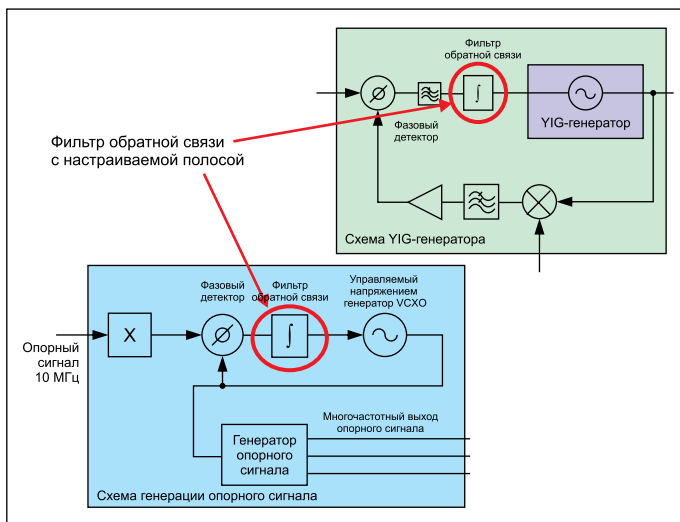 Фильтр
обратной связи
Фазовый
детектор
YIG-генератор
Схема YIG-генератора
Фильтр обратной связи
с настраиваемой полосой
Фазовый
детектор
Фильтр
обратной связи
Управляемый
напряжением
генератор VCXO
X
Опорный
сигнал
10 МГц
Многочастотный выход
опорного сигнала
Генератор
опорного
сигнала
Схема генерации опорного сигнала